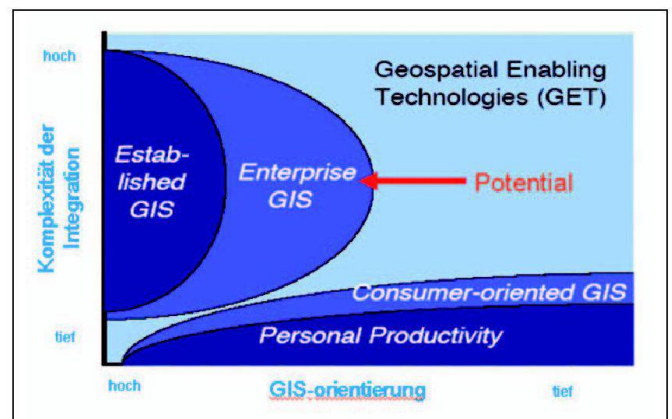 hoch
Geospatial Enabling
Technologies (GET)
Komplexität der
Integration
Estab-
lished
GIS
Enterprise
GIS
Potential
Consumer-oriented GIS
tief
Personal Productivity
hoch
GIS-orientierung
tief